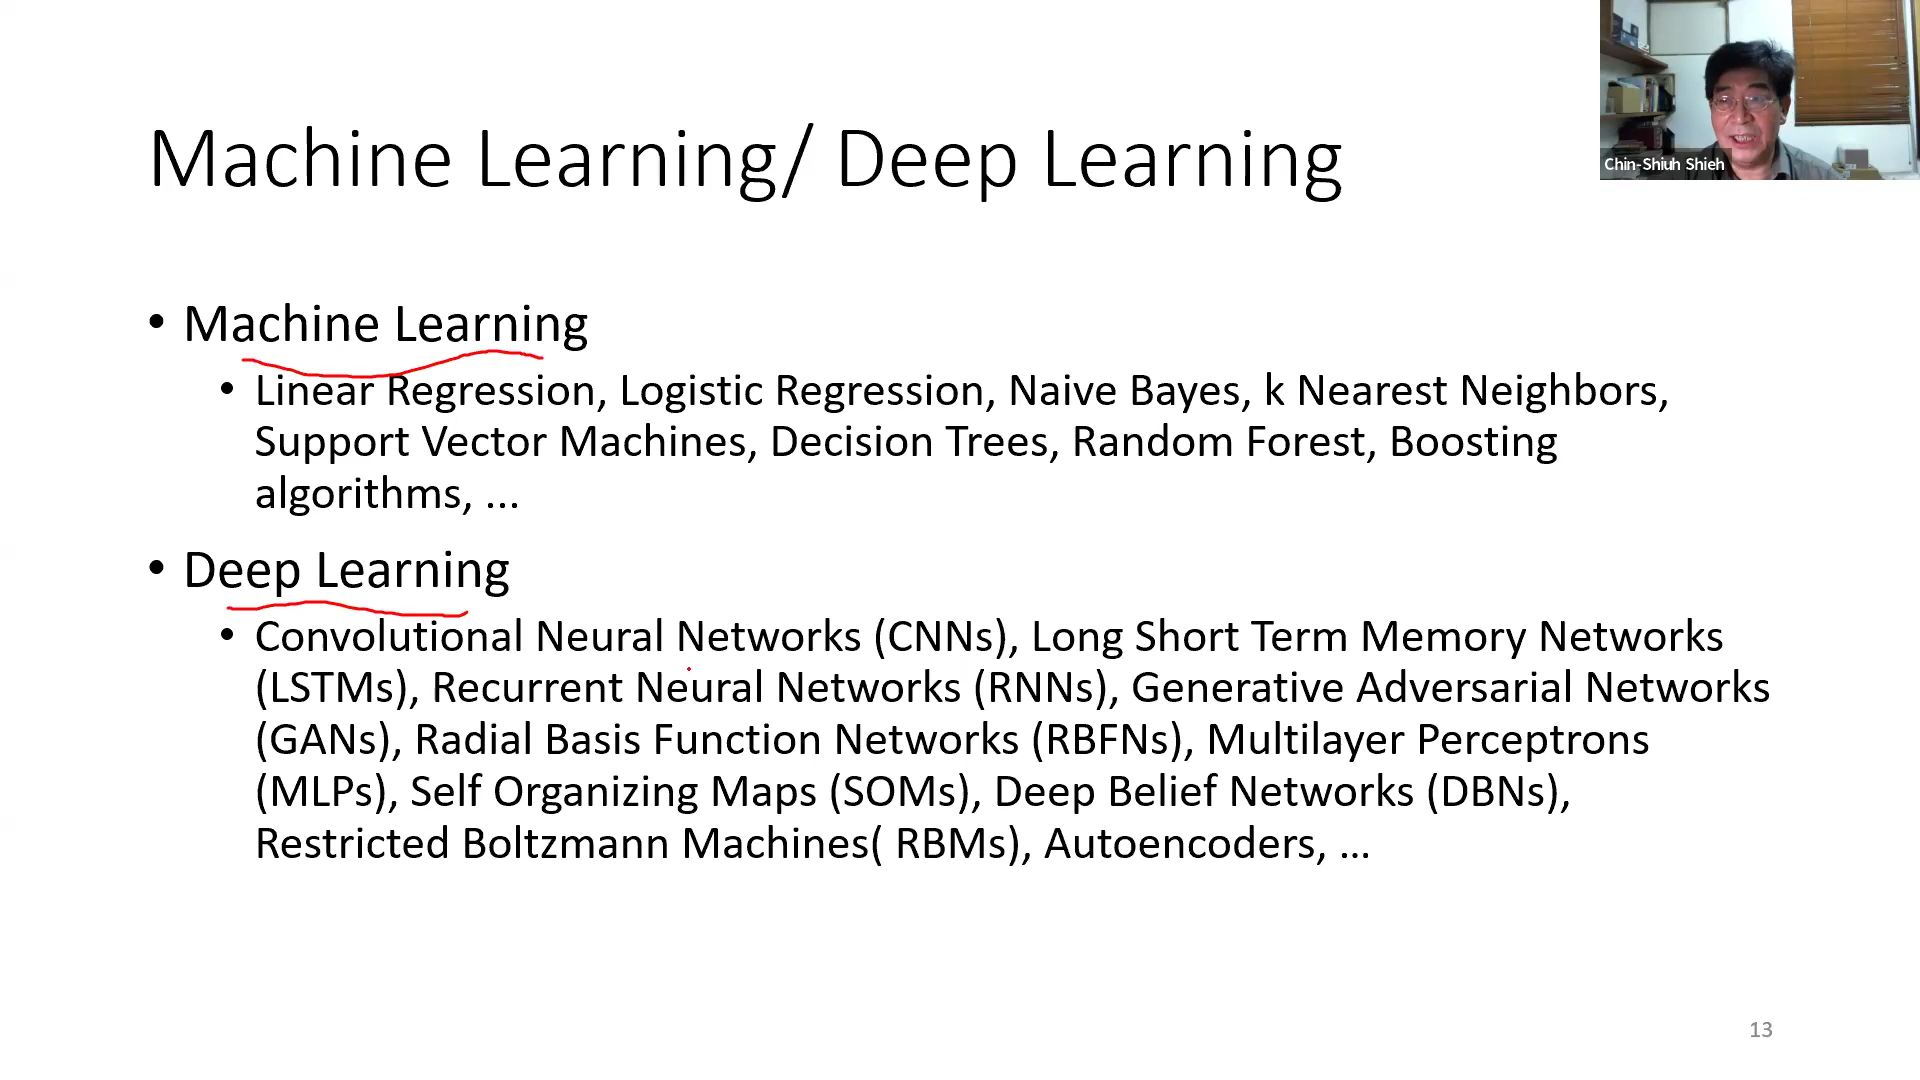 Chin-Shiuh Shieh
Machine Learning/ Deep Learning
• Machine Learning
• Linear Regression, Logistic Regression, Naive Bayes, k Nearest Neighbors,
Support Vector Machines, Decision Trees, Random Forest, Boosting
algorithms, ...
• Deep Learning
• Convolutional Neural Networks (CNNs), Long Short Term Memory Networks
(LSTMs), Recurrent Neural Networks (RNNs), Generative Adversarial Networks
(GANs), Radial Basis Function Networks (RBFNs), Multilayer Perceptrons
(MLPs), Self Organizing Maps (SOMs), Deep Belief Networks (DBNs),
Restricted Boltzmann Machines( RBMs), Autoencoders, …
13